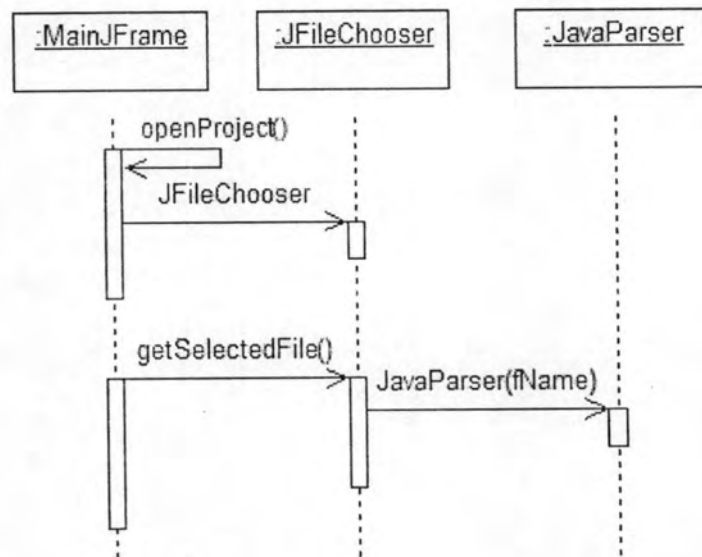 :MainJFrame
:JFileChooser
:JavaParser
openProject()
JFileChooser
getSelectedFile()
JavaParser(fName)